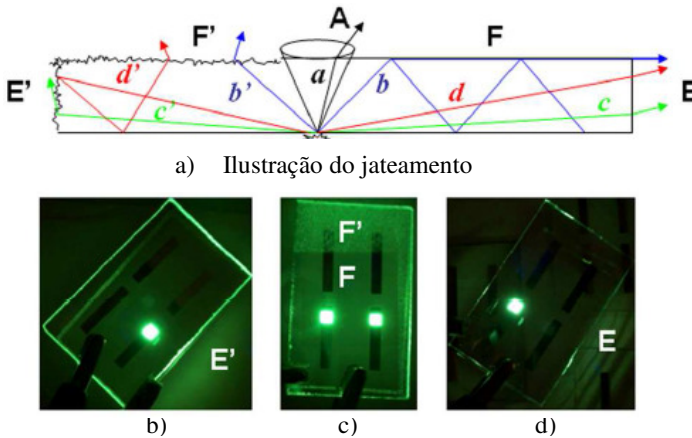 A
F' F
E' d' b' a b d E
c' c
a) Ilustração do jateamento
F'
F
E' E
b) c) d)